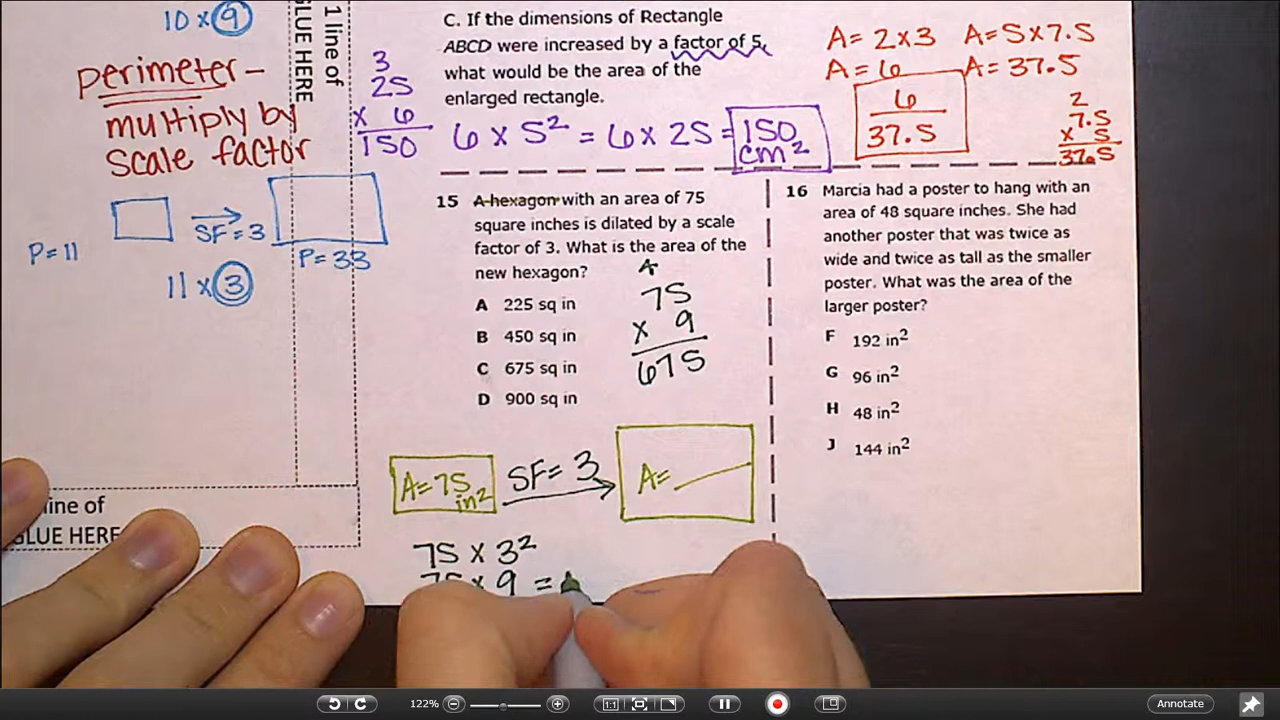 10 x 9
perimeter -
multiply by
scale factor
SF = 3
P = 11
P = 33
11 x 3
1 line of
GLUE HERE
line of
GLUE HERE
3
25
x 6
150
C. If the dimensions of Rectangle
ABCD were increased by a factor of 5,
what would be the area of the
enlarged rectangle.
6 x 5² = 6 x 25 = 150
cm²
A = 2 x 3
A = 6
A = 5 x 7.5
A = 37.5
6
37.5
2
7.5
x 5
37.5
15 A hexagon with an area of 75
square inches is dilated by a scale
factor of 3. What is the area of the
new hexagon?
A 225 sq in
B 450 sq in
C 675 sq in
D 900 sq in
4
75
x 9
675
A = 75
in²
SF = 3
A =
75 x 3²
75 x 9 =
16 Marcia had a poster to hang with an
area of 48 square inches. She had
another poster that was twice as
wide and twice as tall as the smaller
poster. What was the area of the
larger poster?
F 192 in²
G 96 in²
H 48 in²
J 144 in²
122%
1:1
Annotate